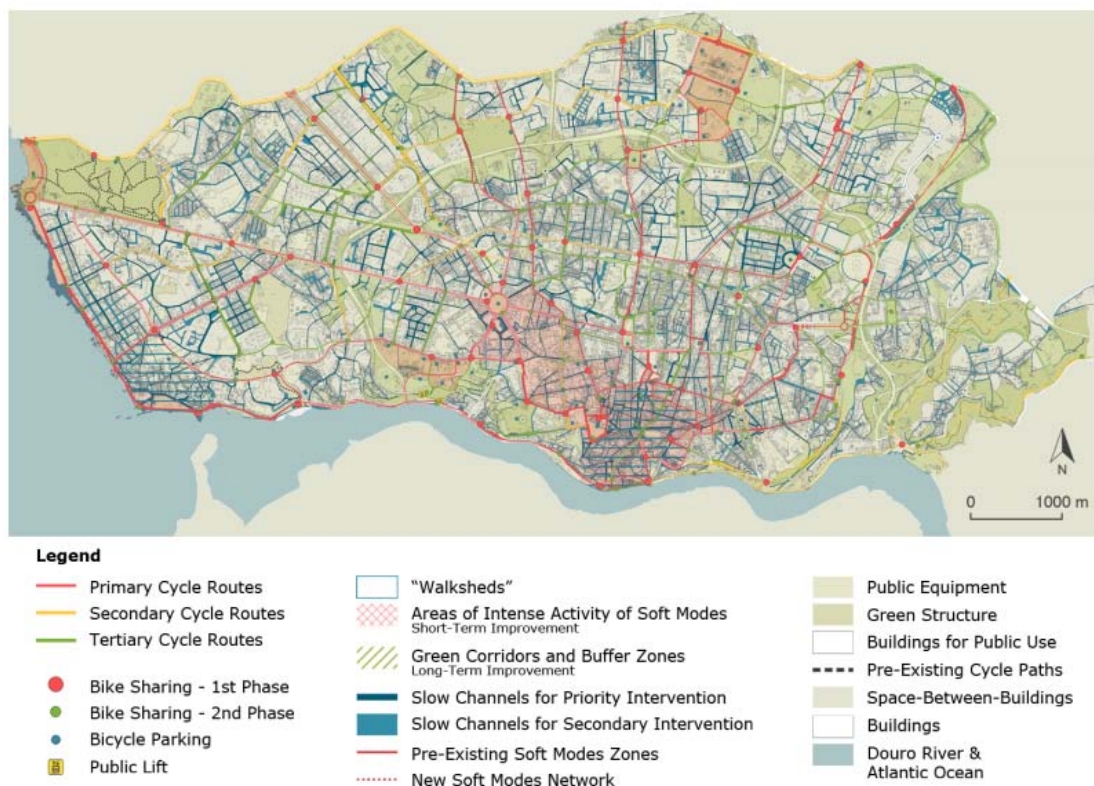 N
0 1000 m
Legend
Primary Cycle Routes
Secondary Cycle Routes
Tertiary Cycle Routes
Bike Sharing - 1st Phase
Bike Sharing - 2nd Phase
Bicycle Parking
Public Lift
"Walksheds"
Areas of Intense Activity of Soft Modes
Short-Term Improvement
Green Corridors and Buffer Zones
Long-Term Improvement
Slow Channels for Priority Intervention
Slow Channels for Secondary Intervention
Pre-Existing Soft Modes Zones
New Soft Modes Network
Public Equipment
Green Structure
Buildings for Public Use
Pre-Existing Cycle Paths
Space-Between-Buildings
Buildings
Douro River &
Atlantic Ocean